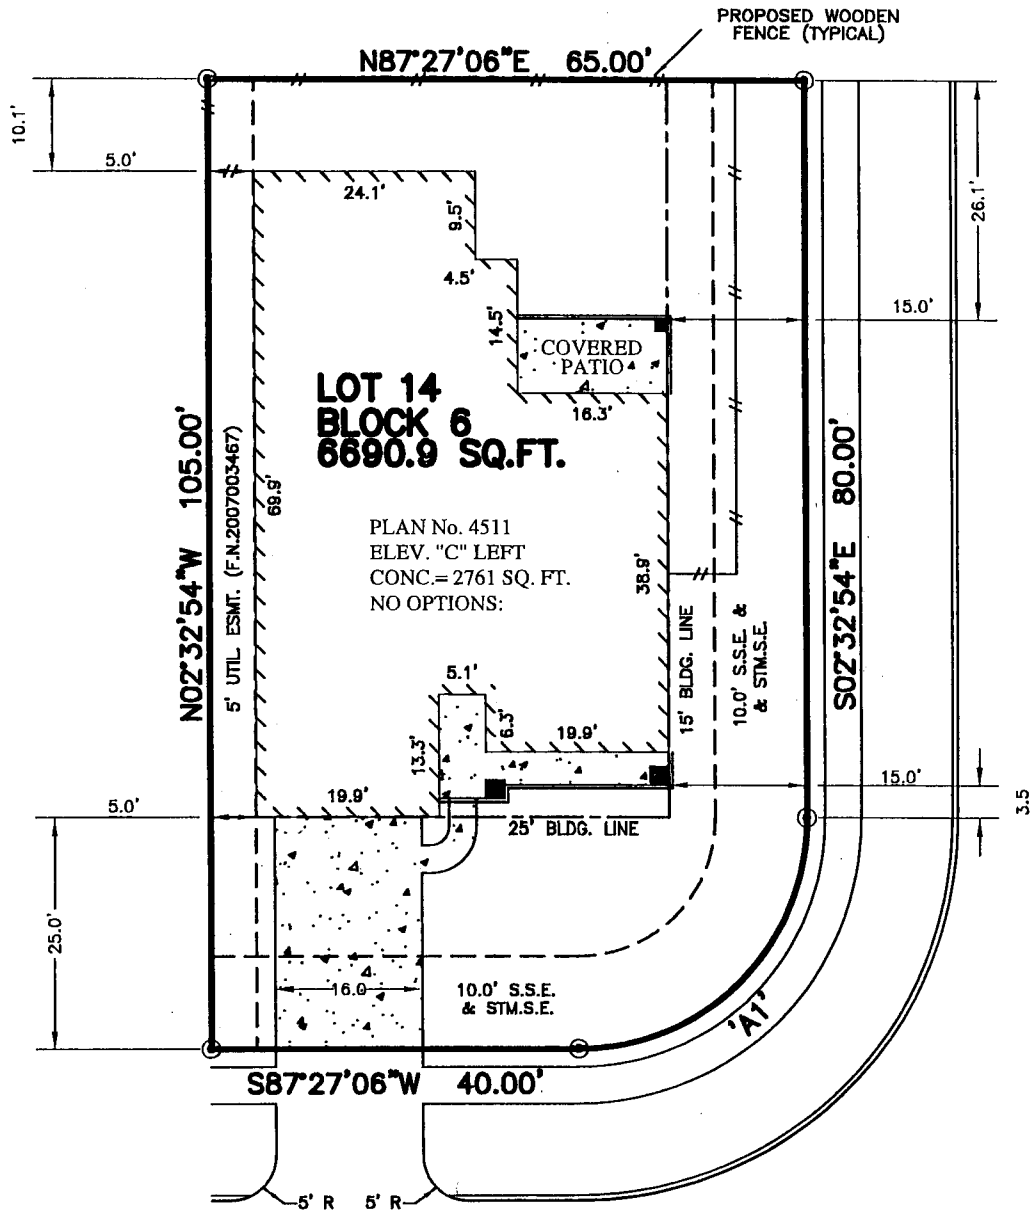 PROPOSED WOODEN
FENCE (TYPICAL)
N87°27'06"E 65.00'
10.1'
5.0'
24.1'
9.5'
4.5'
14.5'
26.1'
15.0'
COVERED
PATIO
16.3'
LOT 14
BLOCK 6
6690.9 SQ.FT.
N02°32'54"W 105.00'
5' UTIL ESMT. (F.N.2007003467)
69.9'
PLAN No. 4511
ELEV. "C" LEFT
CONC.= 2761 SQ. FT.
NO OPTIONS:
38.9'
15' BLDG. LINE
10.0' S.S.E. &
& STM.S.E.
S02°32'54"E 80.00'
5.1'
6.3'
13.3'
19.9'
19.9'
5.0'
25' BLDG. LINE
15.0'
3.5
25.0'
16.0
10.0' S.S.E.
& STM.S.E.
'A1'
S87°27'06"W 40.00'
5' R 5' R